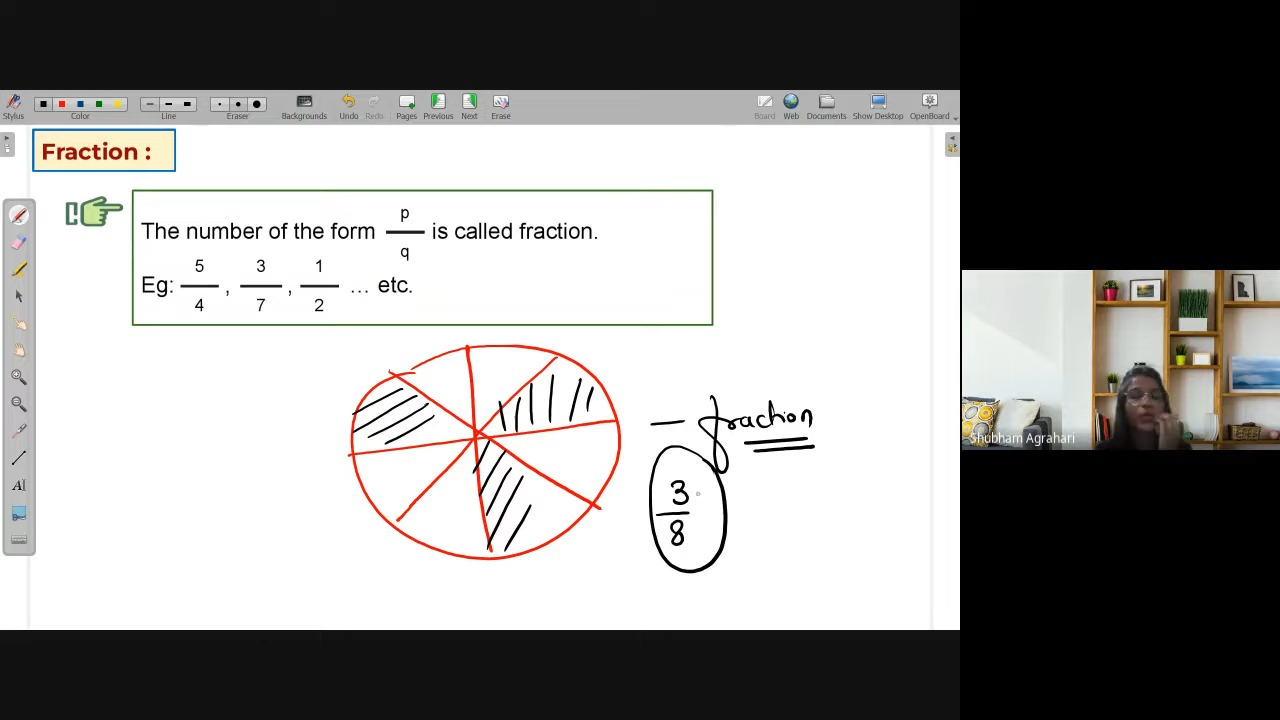 Stylus
Color
Line
Eraser
Backgrounds
Undo
Redo
Pages
Previous
Next
Erase
Board
Web
Documents
Show Desktop
OpenBoard
Fraction :
The number of the form p/q is called fraction.
Eg: 5/4 , 3/7 , 1/2 ... etc.
— fraction
3/8
Shubham Agrahari